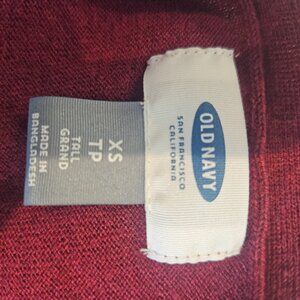 OLD NAVY
SAN FRANCISCO
CALIFORNIA
XS
TP
TALL
GRAND
MADE IN
BANGLADESH